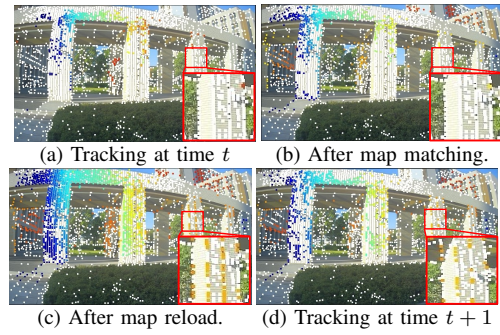 (a) Tracking at time t
(b) After map matching.
(c) After map reload.
(d) Tracking at time t + 1